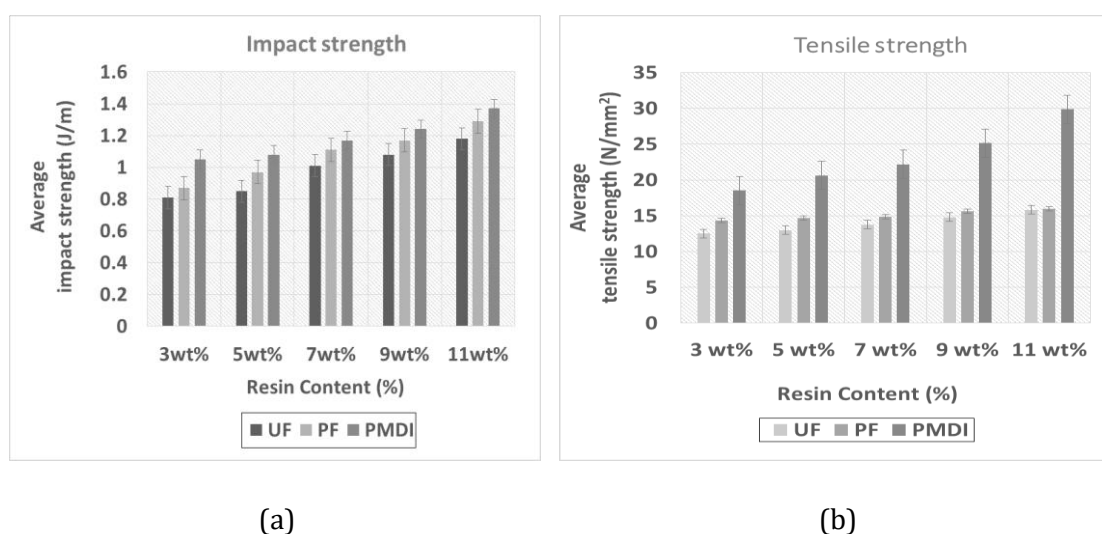 Impact strength
Average
impact strength (J/m)
1.6
1.4
1.2
1
0.8
0.6
0.4
0.2
0
3wt% 5wt% 7wt% 9wt% 11wt%
Resin Content (%)
UF PF PMDI
(a)
Tensile strength
Average
tensile strength (N/mm²)
35
30
25
20
15
10
5
0
3 wt% 5 wt% 7 wt% 9 wt% 11 wt%
Resin Content (%)
UF PF PMDI
(b)